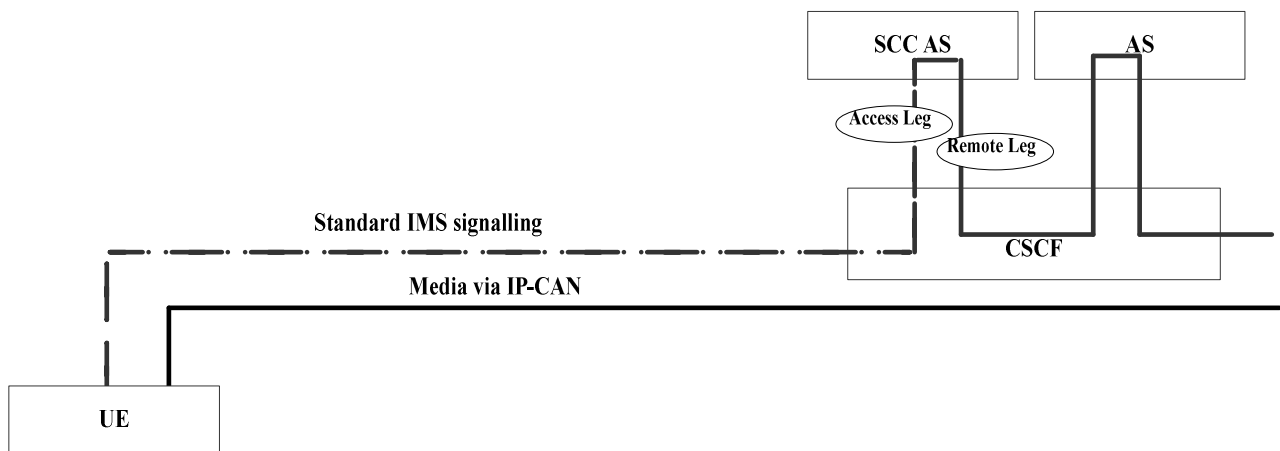 SCC AS
AS
Access Leg
Remote Leg
Standard IMS signalling
CSCF
Media via IP-CAN
UE